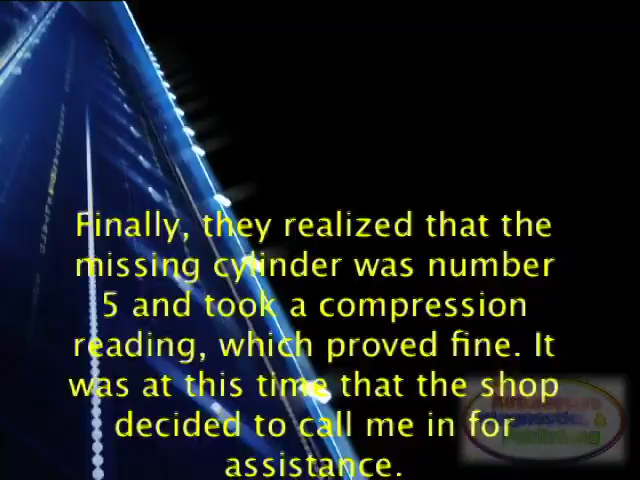 Finally, they realized that the
missing cylinder was number
5 and took a compression
reading, which proved fine. It
was at this time that the shop
decided to call me in for
assistance.